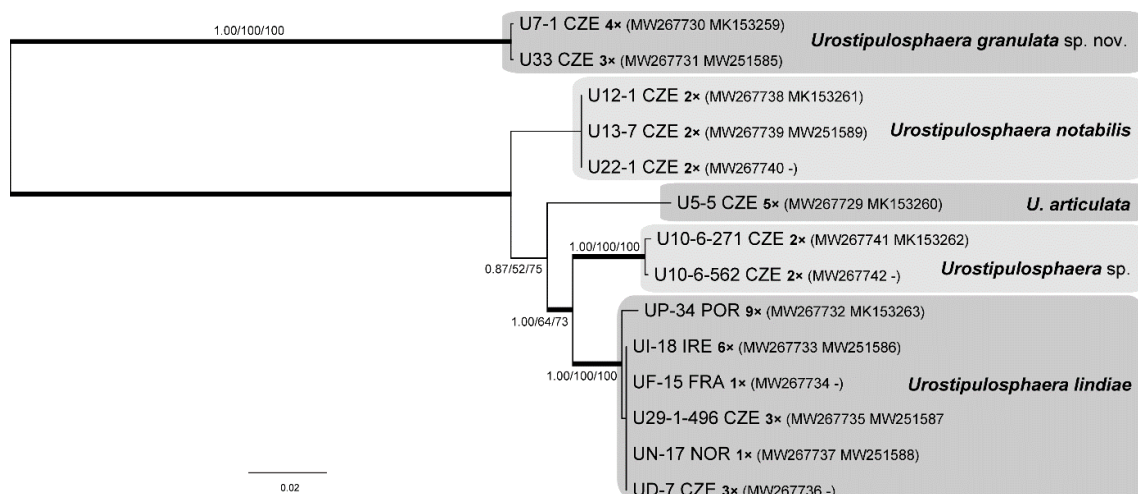 1.00/100/100
U7-1 CZE 4× (MW267730 MK153259)
U33 CZE 3× (MW267731 MW251585)
Urostipulosphaera granulata sp. nov.
U12-1 CZE 2× (MW267738 MK153261)
U13-7 CZE 2× (MW267739 MW251589)
U22-1 CZE 2× (MW267740 -)
Urostipulosphaera notabilis
U5-5 CZE 5× (MW267729 MK153260)
U. articulata
0.87/52/75
1.00/100/100
U10-6-271 CZE 2× (MW267741 MK153262)
U10-6-562 CZE 2× (MW267742 -)
Urostipulosphaera sp.
1.00/64/73
1.00/100/100
UP-34 POR 9× (MW267732 MK153263)
UI-18 IRE 6× (MW267733 MW251586)
UF-15 FRA 1× (MW267734 -)
U29-1-496 CZE 3× (MW267735 MW251587
UN-17 NOR 1× (MW267737 MW251588)
UD-7 CZE 3× (MW267736 -)
Urostipulosphaera lindiae
0.02